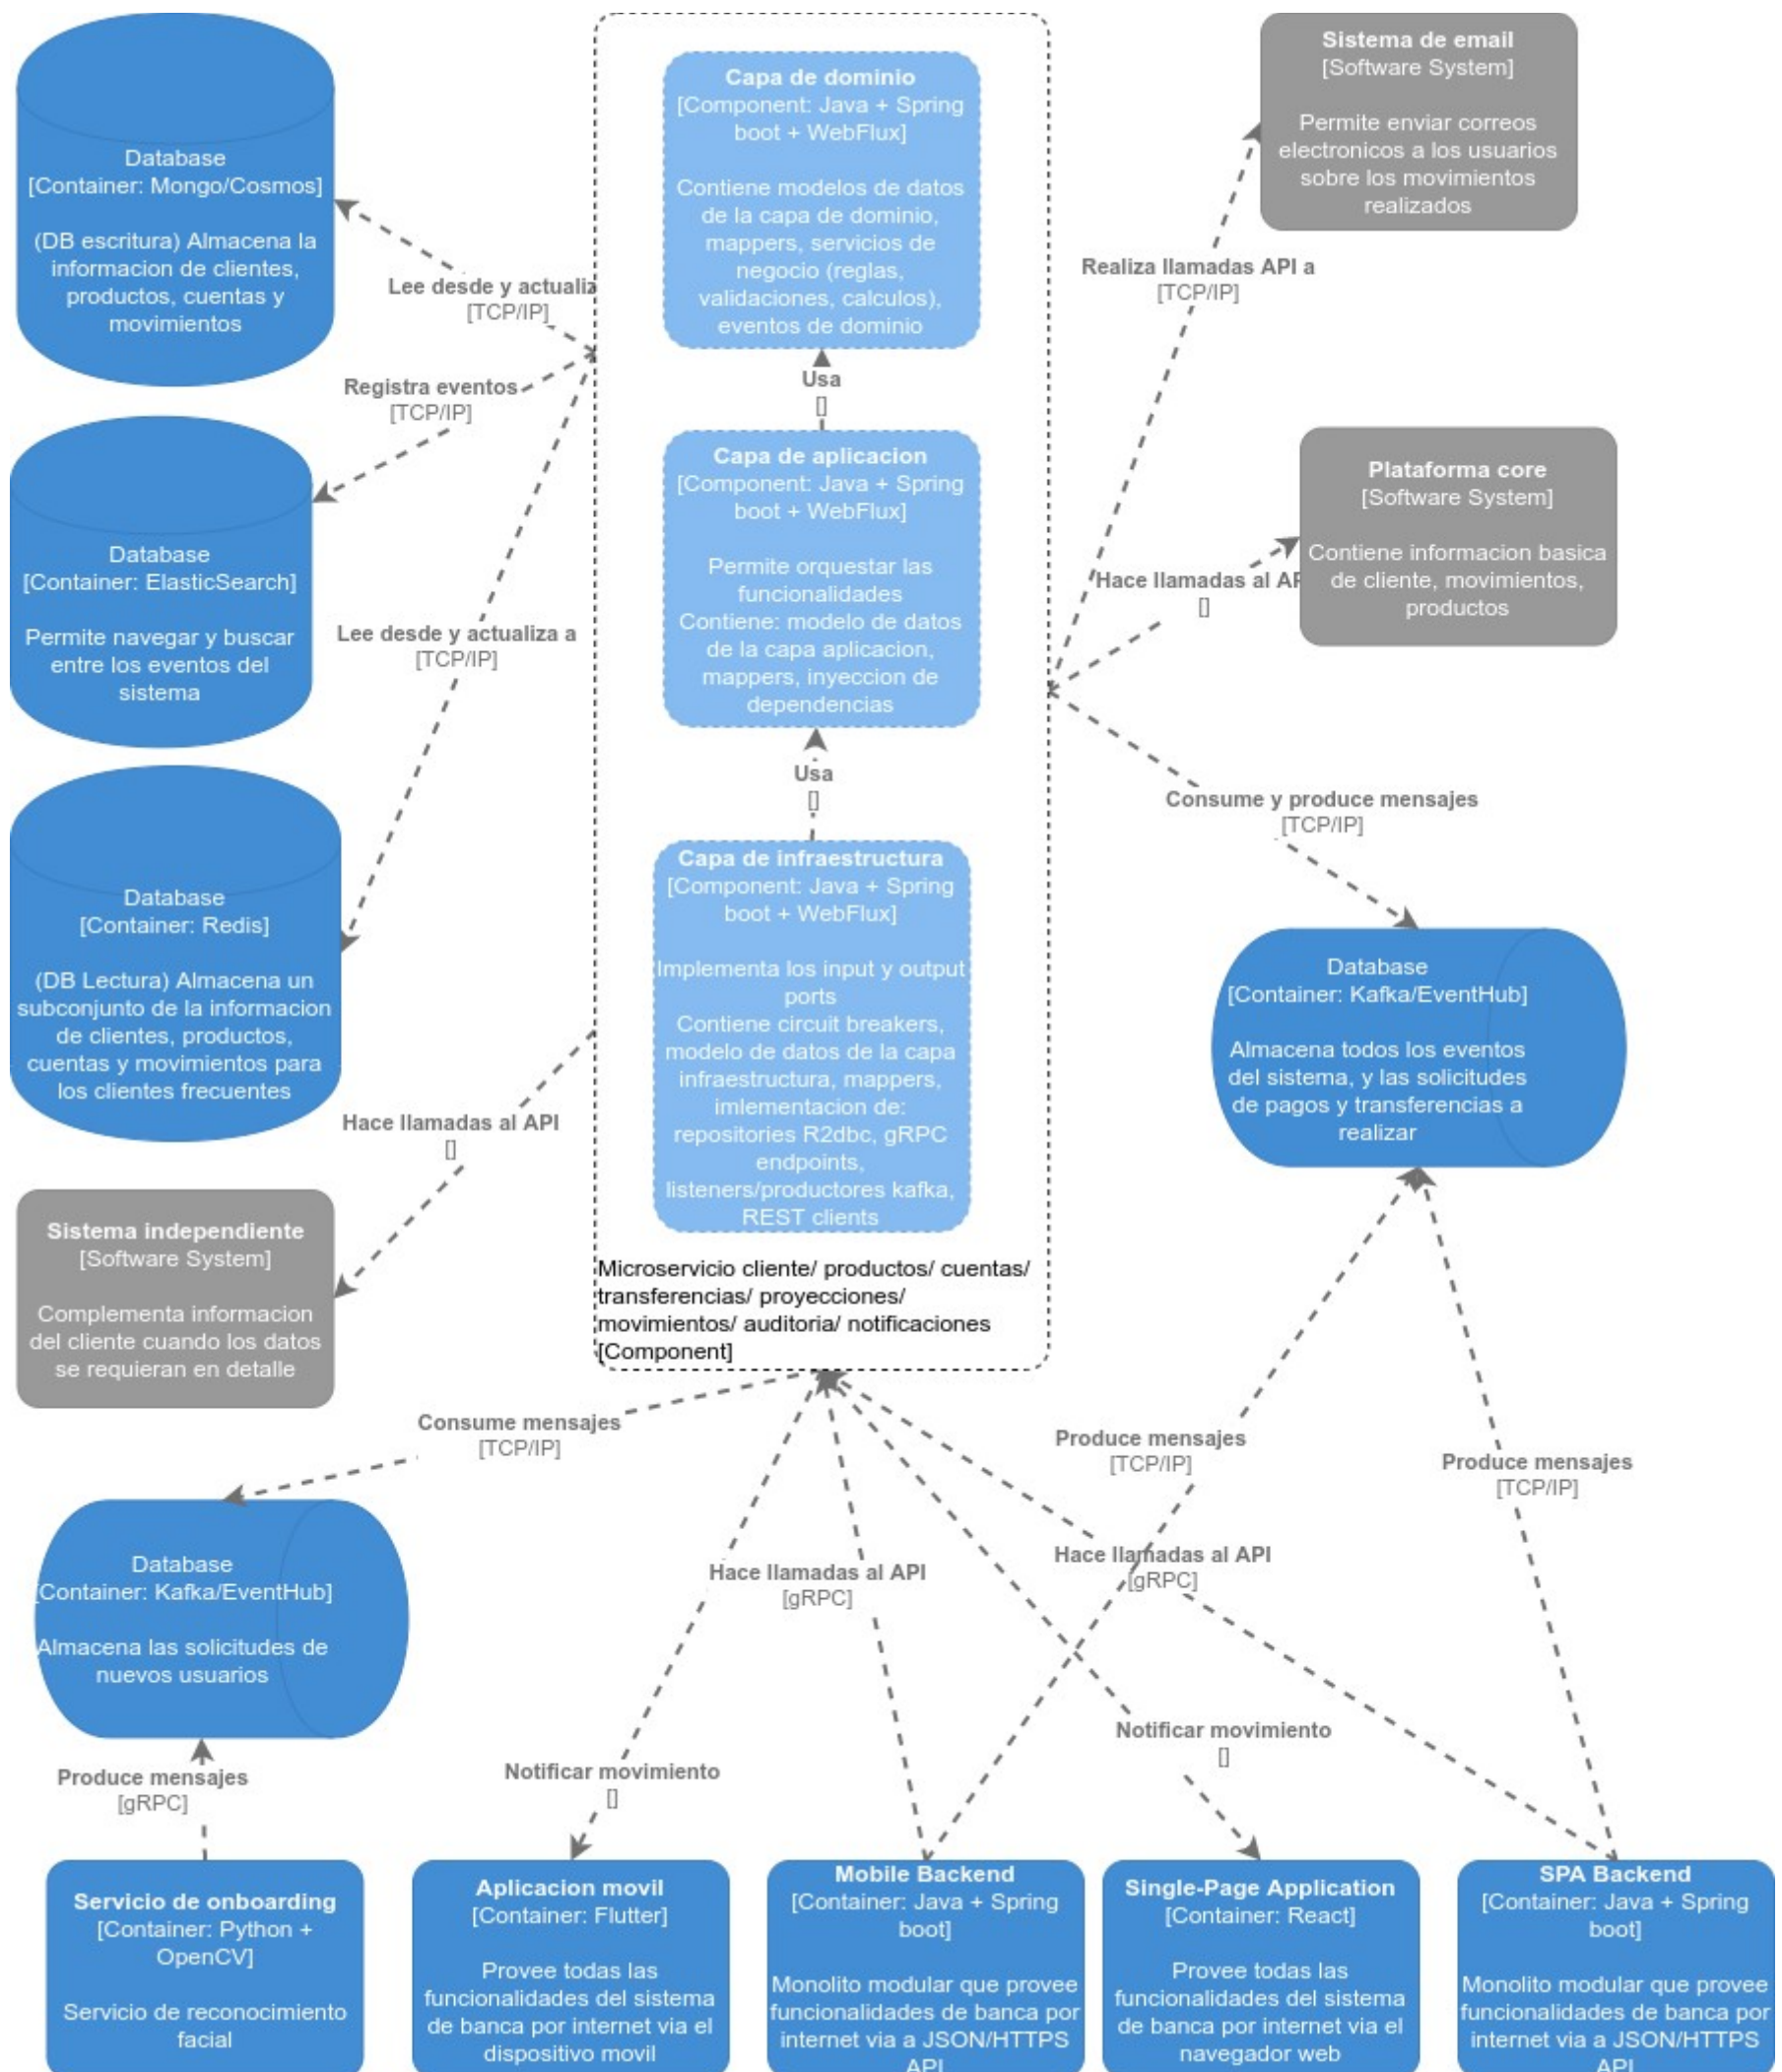 Database
[Container: Mongo/Cosmos]
(DB escritura) Almacena la
informacion de clientes,
productos, cuentas y
movimientos
Capa de dominio
[Component: Java + Spring
boot + WebFlux]
Contiene modelos de datos
de la capa de dominio,
mappers, servicios de
negocio (reglas,
validaciones, calculos),
eventos de dominio
Sistema de email
[Software System]
Permite enviar correos
electronicos a los usuarios
sobre los movimientos
realizados
Lee desde y actualiz
[TCP/IP]
Realiza llamadas API a
[TCP/IP]
Registra eventos
[TCP/IP]
Usa
[]
Database
[Container: ElasticSearch]
Permite navegar y buscar
entre los eventos del
sistema
Capa de aplicacion
[Component: Java + Spring
boot + WebFlux]
Permite orquestar las
funcionalidades
Contiene: modelo de datos
de la capa aplicacion,
mappers, inyeccion de
dependencias
Plataforma core
[Software System]
Contiene informacion basica
de cliente, movimientos,
productos
Hace llamadas al AP
[]
Lee desde y actualiza a
[TCP/IP]
Usa
[]
Consume y produce mensajes
[TCP/IP]
Database
[Container: Redis]
(DB Lectura) Almacena un
subconjunto de la informacion
de clientes, productos,
cuentas y movimientos para
los clientes frecuentes
Capa de infraestructura
[Component: Java + Spring
boot + WebFlux]
Implementa los input y output
ports
Contiene circuit breakers,
modelo de datos de la capa
infraestructura, mappers,
imlementacion de:
repositories R2dbc, gRPC
endpoints,
listeners/productores kafka,
REST clients
Database
[Container: Kafka/EventHub]
Almacena todos los eventos
del sistema, y las solicitudes
de pagos y transferencias a
realizar
Hace llamadas al API
[]
Sistema independiente
[Software System]
Complementa informacion
del cliente cuando los datos
se requieran en detalle
Microservicio cliente/ productos/ cuentas/
transferencias/ proyecciones/
movimientos/ auditoria/ notificaciones
[Component]
Consume mensajes
[TCP/IP]
Produce mensajes
[TCP/IP]
Produce mensajes
[TCP/IP]
Database
[Container: Kafka/EventHub]
Almacena las solicitudes de
nuevos usuarios
Hace llamadas al API
[gRPC]
Hace llamadas al API
[gRPC]
Produce mensajes
[gRPC]
Notificar movimiento
[]
Notificar movimiento
[]
Servicio de onboarding
[Container: Python +
OpenCV]
Servicio de reconocimiento
facial
Aplicacion movil
[Container: Flutter]
Provee todas las
funcionalidades del sistema
de banca por internet via el
dispositivo movil
Mobile Backend
[Container: Java + Spring
boot]
Monolito modular que provee
funcionalidades de banca por
internet via a JSON/HTTPS
API
Single-Page Application
[Container: React]
Provee todas las
funcionalidades del sistema
de banca por internet via el
navegador web
SPA Backend
[Container: Java + Spring
boot]
Monolito modular que provee
funcionalidades de banca por
internet via a JSON/HTTPS
API